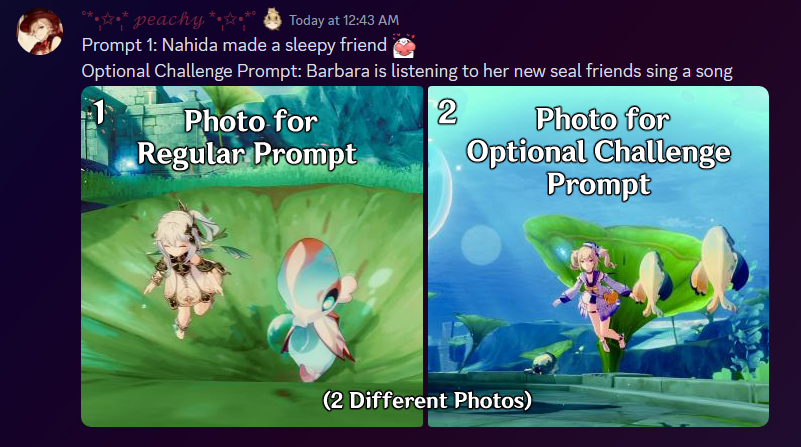 °*•¡☆¡* peachy *•¡☆¡•*° Today at 12:43 AM
Prompt 1: Nahida made a sleepy friend
Optional Challenge Prompt: Barbara is listening to her new seal friends sing a song
1
Photo for
Regular Prompt
2
Photo for
Optional Challenge
Prompt
(2 Different Photos)